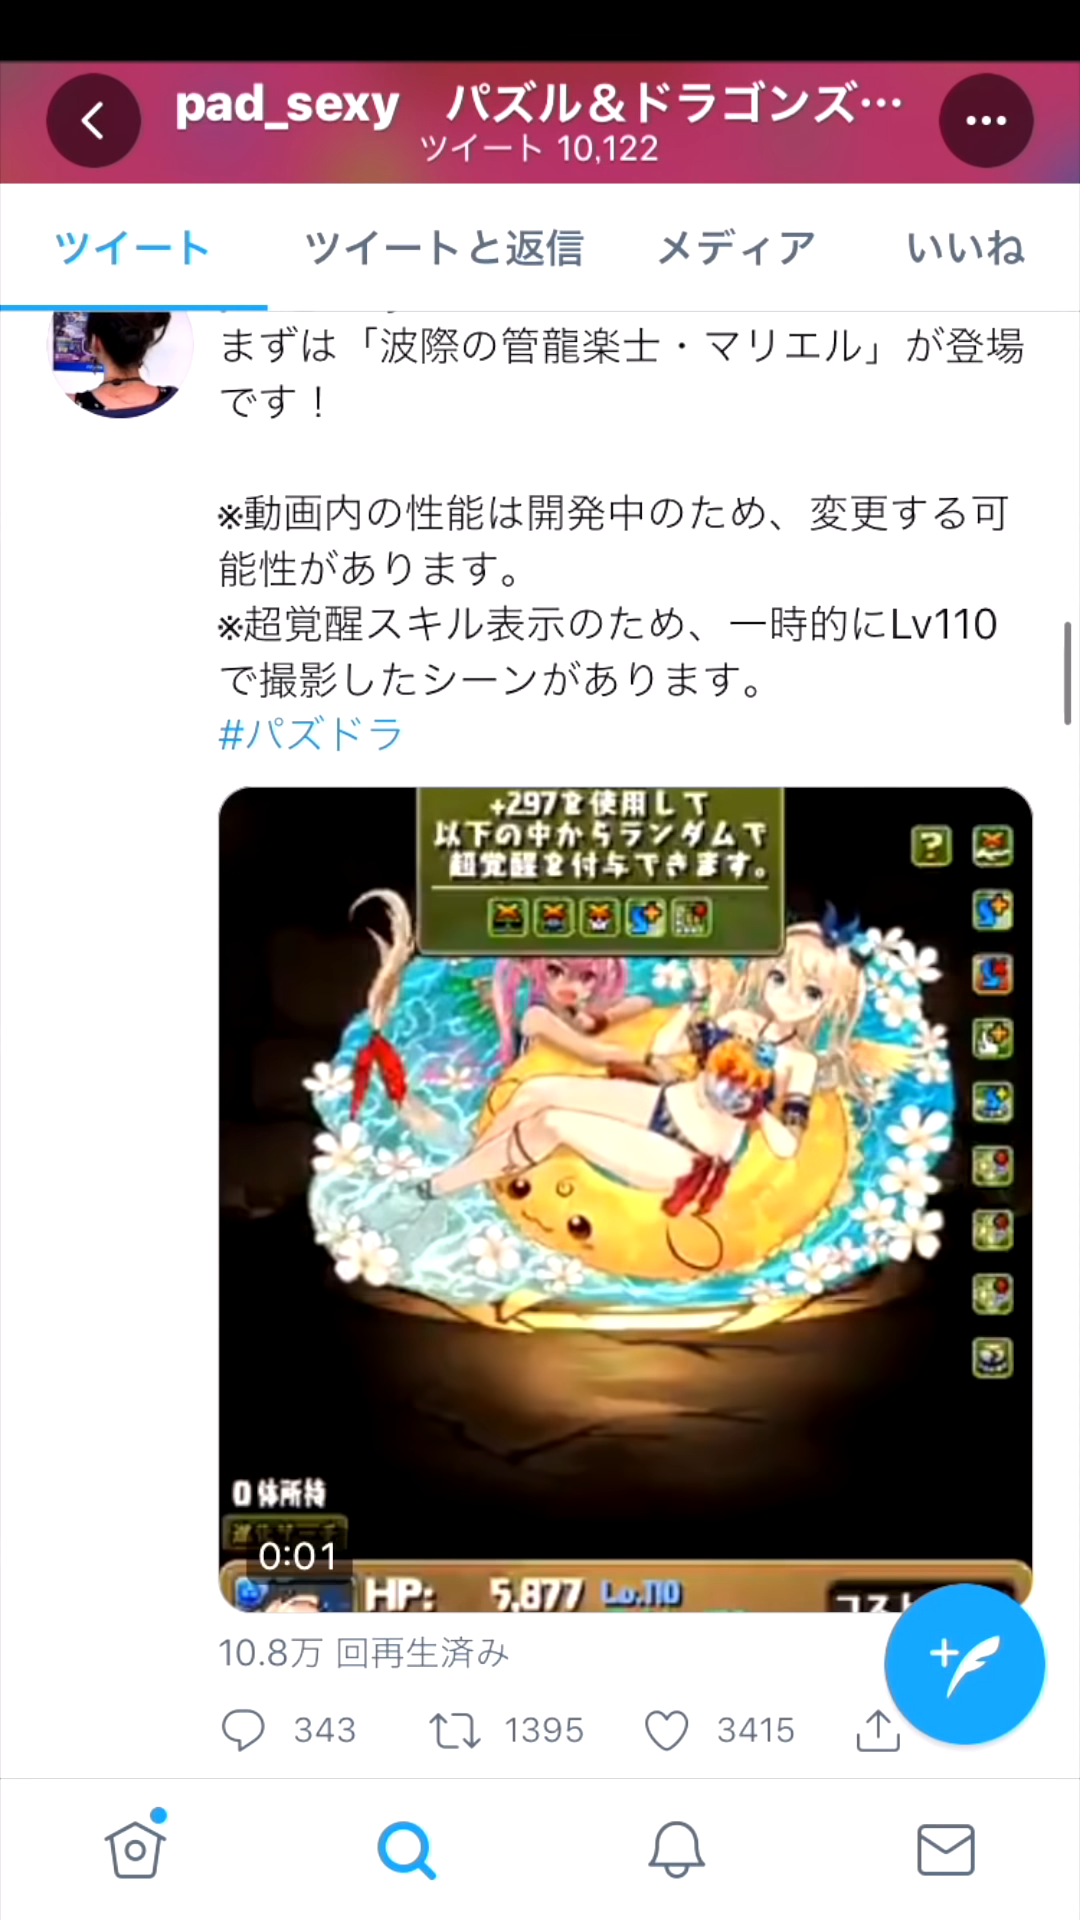 pad_sexy パズル＆ドラゴンズ…
ツイート 10,122
ツイート ツイートと返信 メディア いいね
まずは「波際の管龍楽士・マリエル」が登場
です！
※動画内の性能は開発中のため、変更する可
能性があります。
※超覚醒スキル表示のため、一時的にLv110
で撮影したシーンがあります。
#パズドラ
+297を使用して
以下の中からランダムで
超覚醒を付与できます。
?
0体所持
進化サーチ
0:01
HP: 5,877 Lv.110
コスト
10.8万 回再生済み
343 1395 3415